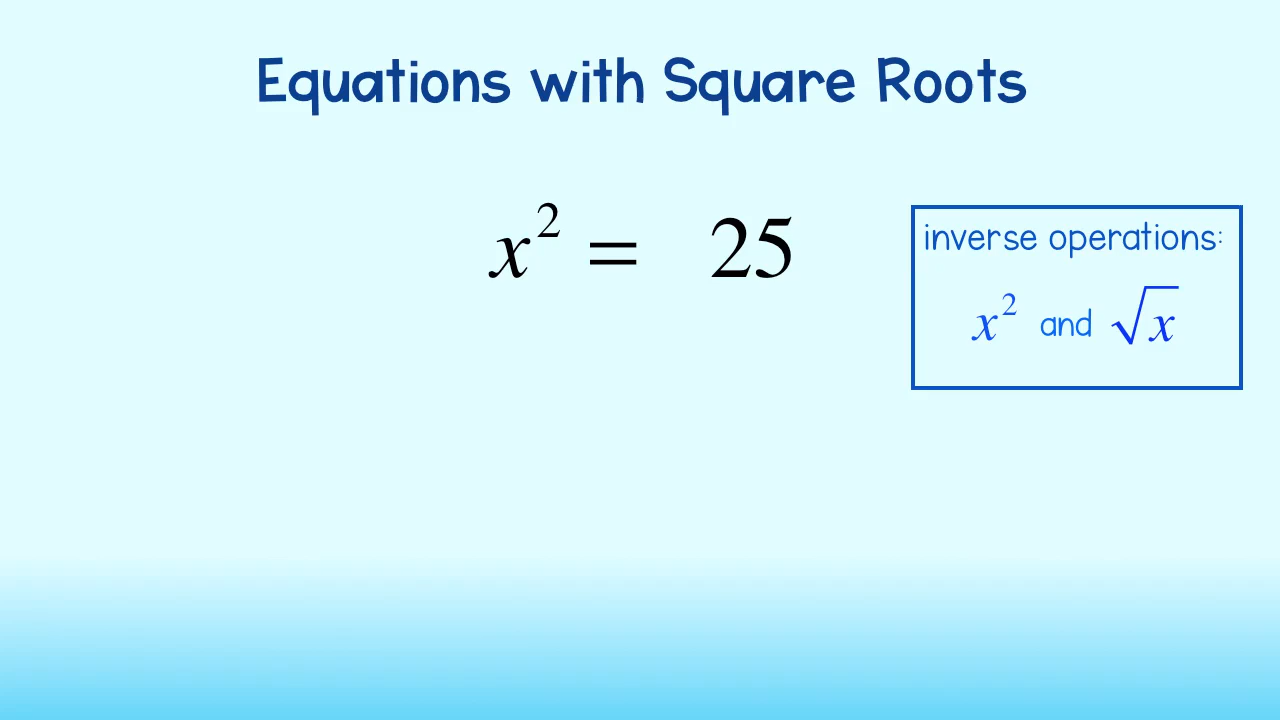 Equations with Square Roots
x² = 25
inverse operations:
x² and √x